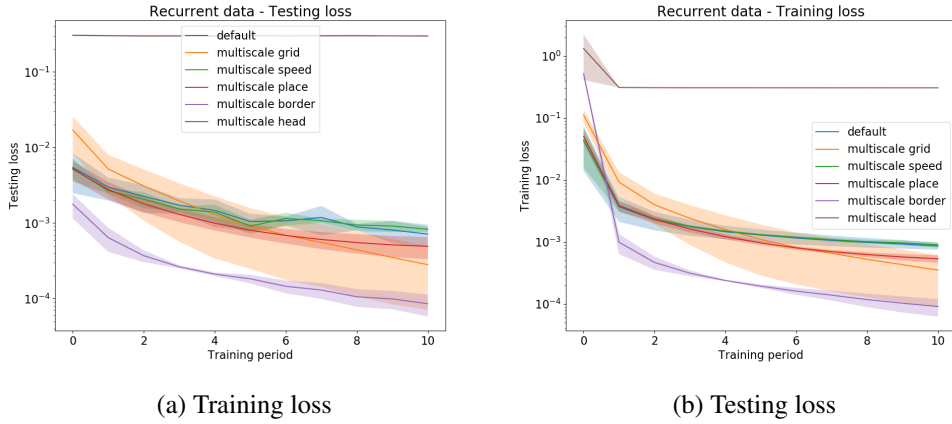 Recurrent data - Testing loss
Testing loss
10⁻¹
10⁻²
10⁻³
10⁻⁴
default
multiscale grid
multiscale speed
multiscale place
multiscale border
multiscale head
0 2 4 6 8 10
Training period
(a) Training loss
Recurrent data - Training loss
Training loss
10⁰
10⁻¹
10⁻²
10⁻³
10⁻⁴
default
multiscale grid
multiscale speed
multiscale place
multiscale border
multiscale head
0 2 4 6 8 10
Training period
(b) Testing loss